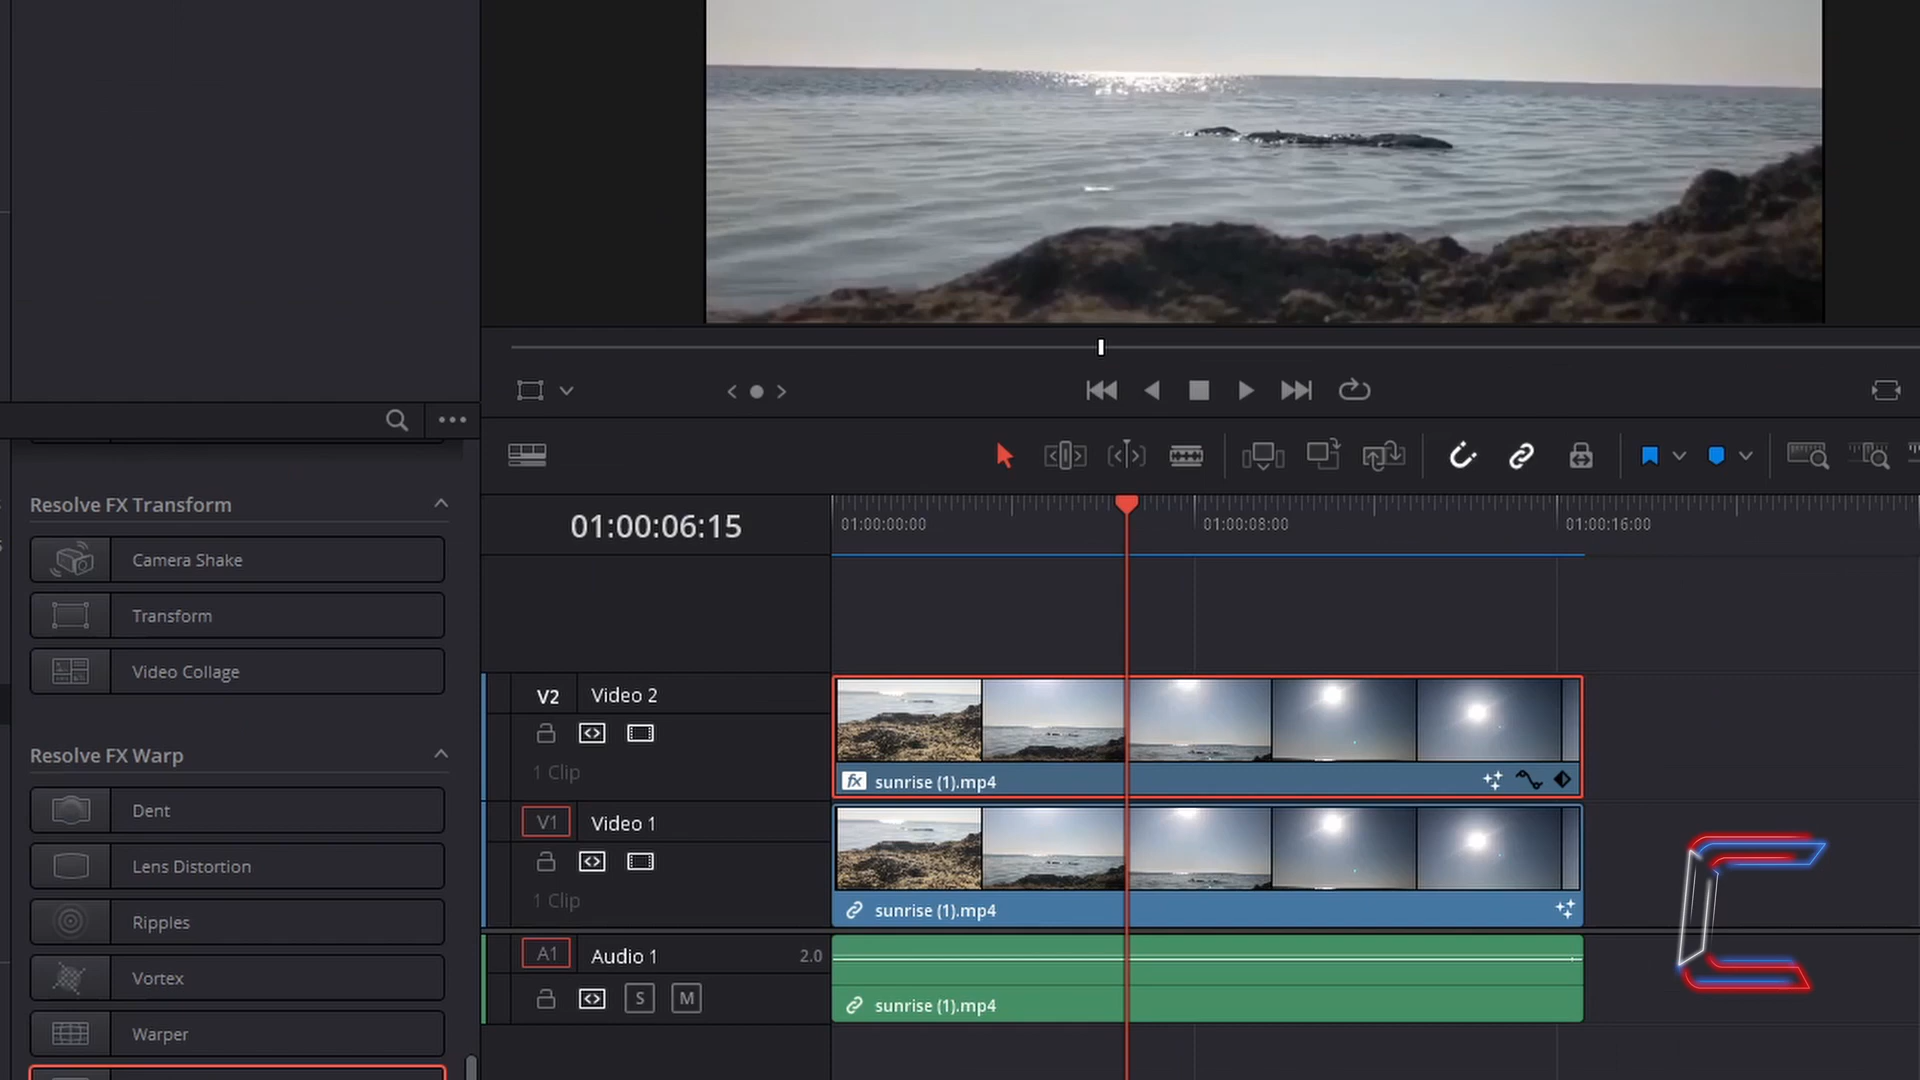 Resolve FX Transform
Camera Shake
Transform
Video Collage
Resolve FX Warp
Dent
Lens Distortion
Ripples
Vortex
Warper
01:00:06:15
01:00:00:00
01:00:08:00
01:00:16:00
V2 Video 2
1 Clip
fx sunrise (1).mp4
V1 Video 1
1 Clip
sunrise (1).mp4
A1 Audio 1 2.0
S M
sunrise (1).mp4
C